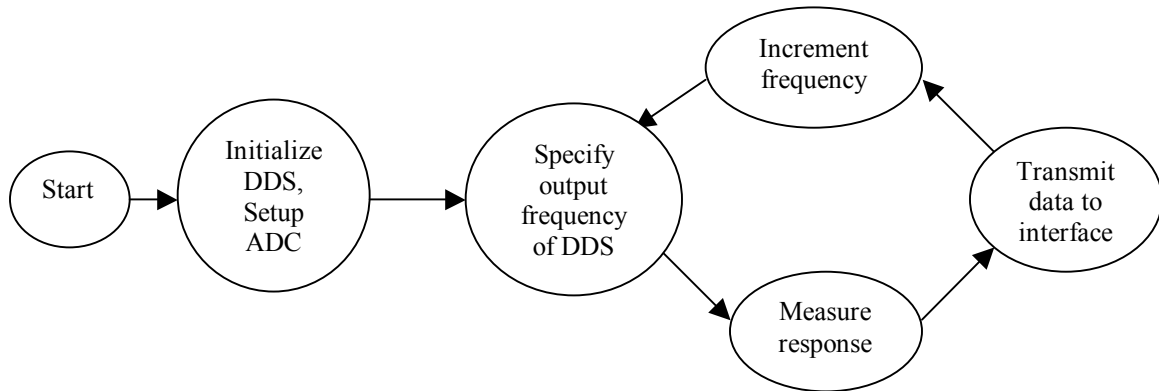 Start
Initialize
DDS,
Setup
ADC
Specify
output
frequency
of DDS
Measure
response
Transmit
data to
interface
Increment
frequency